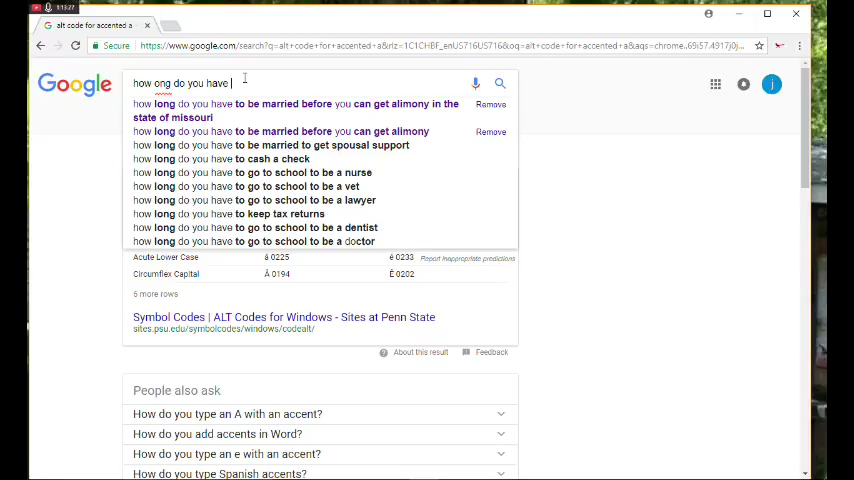 1:13:27
alt code for accented a -
Secure
https://www.google.com/search?q=alt+code+for+accented+a&rlz=1C1CHBF_enUS716US716&oq=alt+code+for+accented+a&aqs=chrome..69i57.4917j0...
Google
how ong do you have
j
how long do you have to be married before you can get alimony in the
state of missouri
Remove
how long do you have to be married before you can get alimony
Remove
how long do you have to be married to get spousal support
how long do you have to cash a check
how long do you have to go to school to be a nurse
how long do you have to go to school to be a vet
how long do you have to go to school to be a lawyer
how long do you have to keep tax returns
how long do you have to go to school to be a dentist
how long do you have to go to school to be a doctor
Acute Lower Case á 0225 é 0233
Report inappropriate predictions
Circumflex Capital Â 0194 Ê 0202
6 more rows
Symbol Codes | ALT Codes for Windows - Sites at Penn State
sites.psu.edu/symbolcodes/windows/codealt/
About this result Feedback
People also ask
How do you type an A with an accent?
How do you add accents in Word?
How do you type an e with an accent?
How do you type Spanish accents?